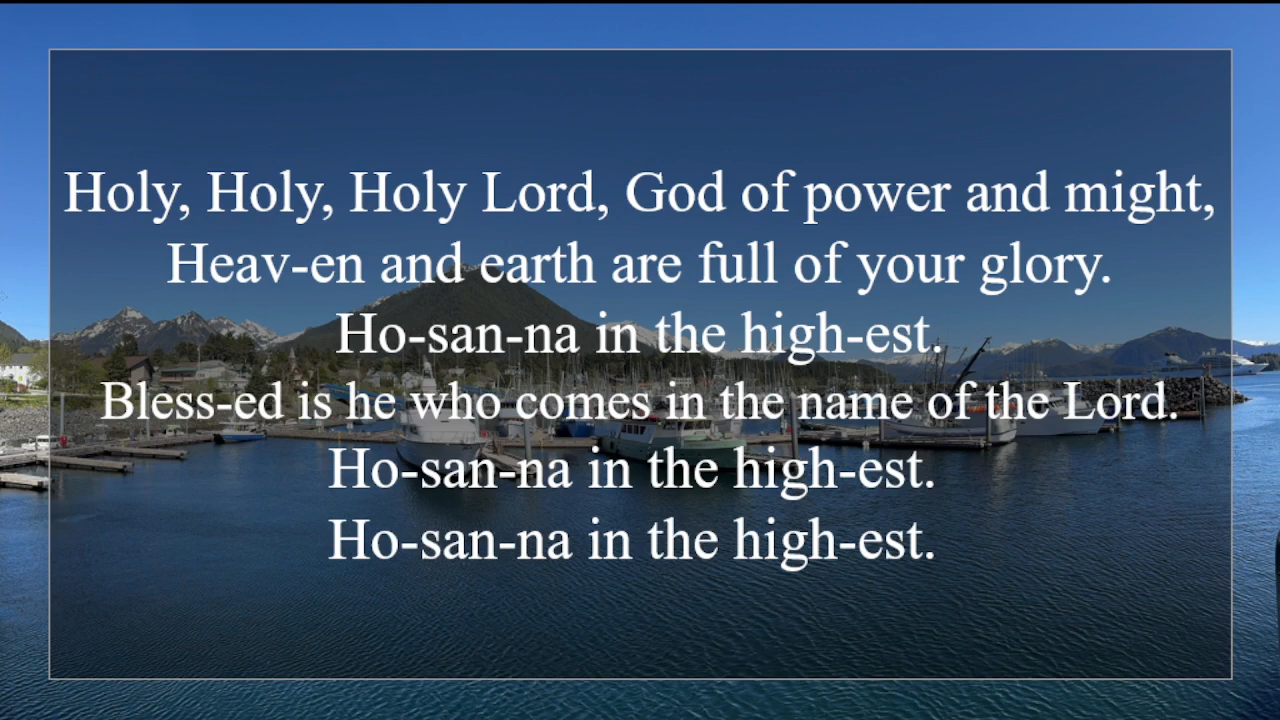 Holy, Holy, Holy Lord, God of power and might,
Heav-en and earth are full of your glory.
Ho-san-na in the high-est.
Bless-ed is he who comes in the name of the Lord.
Ho-san-na in the high-est.
Ho-san-na in the high-est.